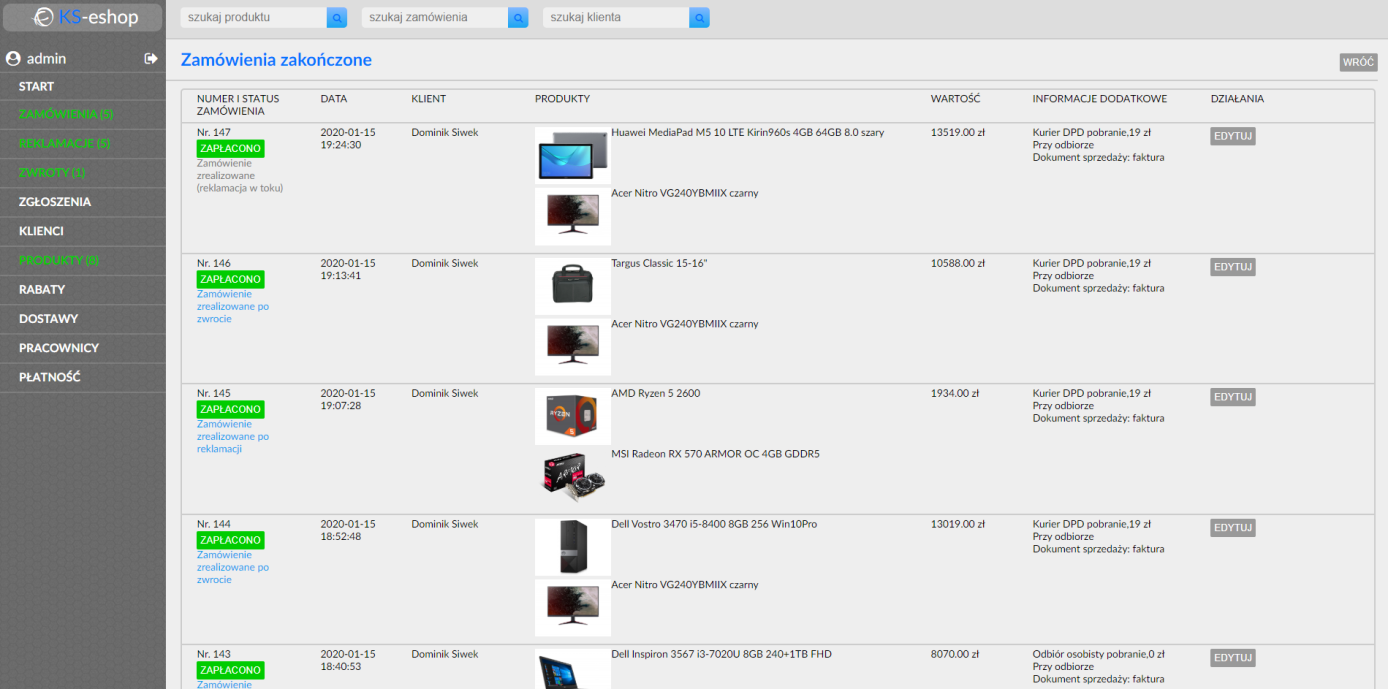 KS-eshop
szukaj produktu
szukaj zamówienia
szukaj klienta
admin
START
ZAMÓWIENIA (5)
REKLAMACJE (5)
ZWROTY (1)
ZGŁOSZENIA
KLIENCI
PRODUKTY (8)
RABATY
DOSTAWY
PRACOWNICY
PŁATNOŚĆ
Zamówienia zakończone
WRÓĆ
NUMER I STATUS
ZAMÓWIENIA
DATA
KLIENT
PRODUKTY
WARTOŚĆ
INFORMACJE DODATKOWE
DZIAŁANIA
Nr. 147
ZAPŁACONO
Zamówienie
zrealizowane
(reklamacja w toku)
2020-01-15
19:24:30
Dominik Siwek
Huawei MediaPad M5 10 LTE Kirin960s 4GB 64GB 8.0 szary
Acer Nitro VG240YBMIIX czarny
13519.00 zł
Kurier DPD pobranie,19 zł
Przy odbiorze
Dokument sprzedaży: faktura
EDYTUJ
Nr. 146
ZAPŁACONO
Zamówienie
zrealizowane po
zwrocie
2020-01-15
19:13:41
Dominik Siwek
Targus Classic 15-16"
Acer Nitro VG240YBMIIX czarny
10588.00 zł
Kurier DPD pobranie,19 zł
Przy odbiorze
Dokument sprzedaży: faktura
EDYTUJ
Nr. 145
ZAPŁACONO
Zamówienie
zrealizowane po
reklamacji
2020-01-15
19:07:28
Dominik Siwek
RYZEN
AMD Ryzen 5 2600
ARMOR
MSI Radeon RX 570 ARMOR OC 4GB GDDR5
1934.00 zł
Kurier DPD pobranie,19 zł
Przy odbiorze
Dokument sprzedaży: faktura
EDYTUJ
Nr. 144
ZAPŁACONO
Zamówienie
zrealizowane po
zwrocie
2020-01-15
18:52:48
Dominik Siwek
Dell Vostro 3470 i5-8400 8GB 256 Win10Pro
Acer Nitro VG240YBMIIX czarny
13019.00 zł
Kurier DPD pobranie,19 zł
Przy odbiorze
Dokument sprzedaży: faktura
EDYTUJ
Nr. 143
ZAPŁACONO
Zamówienie
2020-01-15
18:40:53
Dominik Siwek
Dell Inspiron 3567 i3-7020U 8GB 240+1TB FHD
8070.00 zł
Odbiór osobisty pobranie,0 zł
Przy odbiorze
Dokument sprzedaży: faktura
EDYTUJ